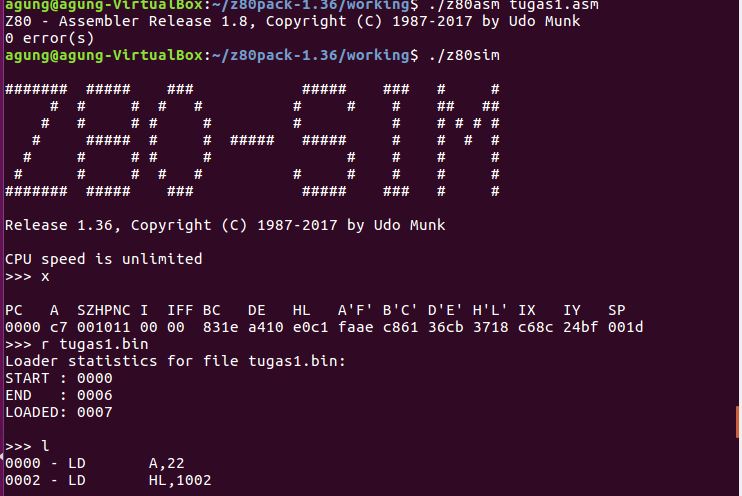 agung@agung-VirtualBox:~/z80pack-1.36/working$ ./z80asm tugas1.asm
Z80 - Assembler Release 1.8, Copyright (C) 1987-2017 by Udo Munk
0 error(s)
agung@agung-VirtualBox:~/z80pack-1.36/working$ ./z80sim
#######  #####    ###            #####    ###   #     #
      #  #     #  #   #         #     #    #    ##   ##
    #   #     # #     #         #          #    # # # #
   #     #####  #     #  #####   #####     #    #  #  #
  #     #     # #     #               #    #    #     #
 #      #     #  #   #          #     #    #    #     #
#######  #####    ###            #####    ###   #     #
Release 1.36, Copyright (C) 1987-2017 by Udo Munk
CPU speed is unlimited
>>> x
PC   A  SZHPNC I  IFF BC   DE   HL   A'F' B'C' D'E' H'L' IX   IY   SP
0000 c7 001011 00 00  831e a410 e0c1 faae c861 36cb 3718 c68c 24bf 001d
>>> r tugas1.bin
Loader statistics for file tugas1.bin:
START : 0000
END   : 0006
LOADED: 0007
>>> l
0000 - LD      A,22
0002 - LD      HL,1002